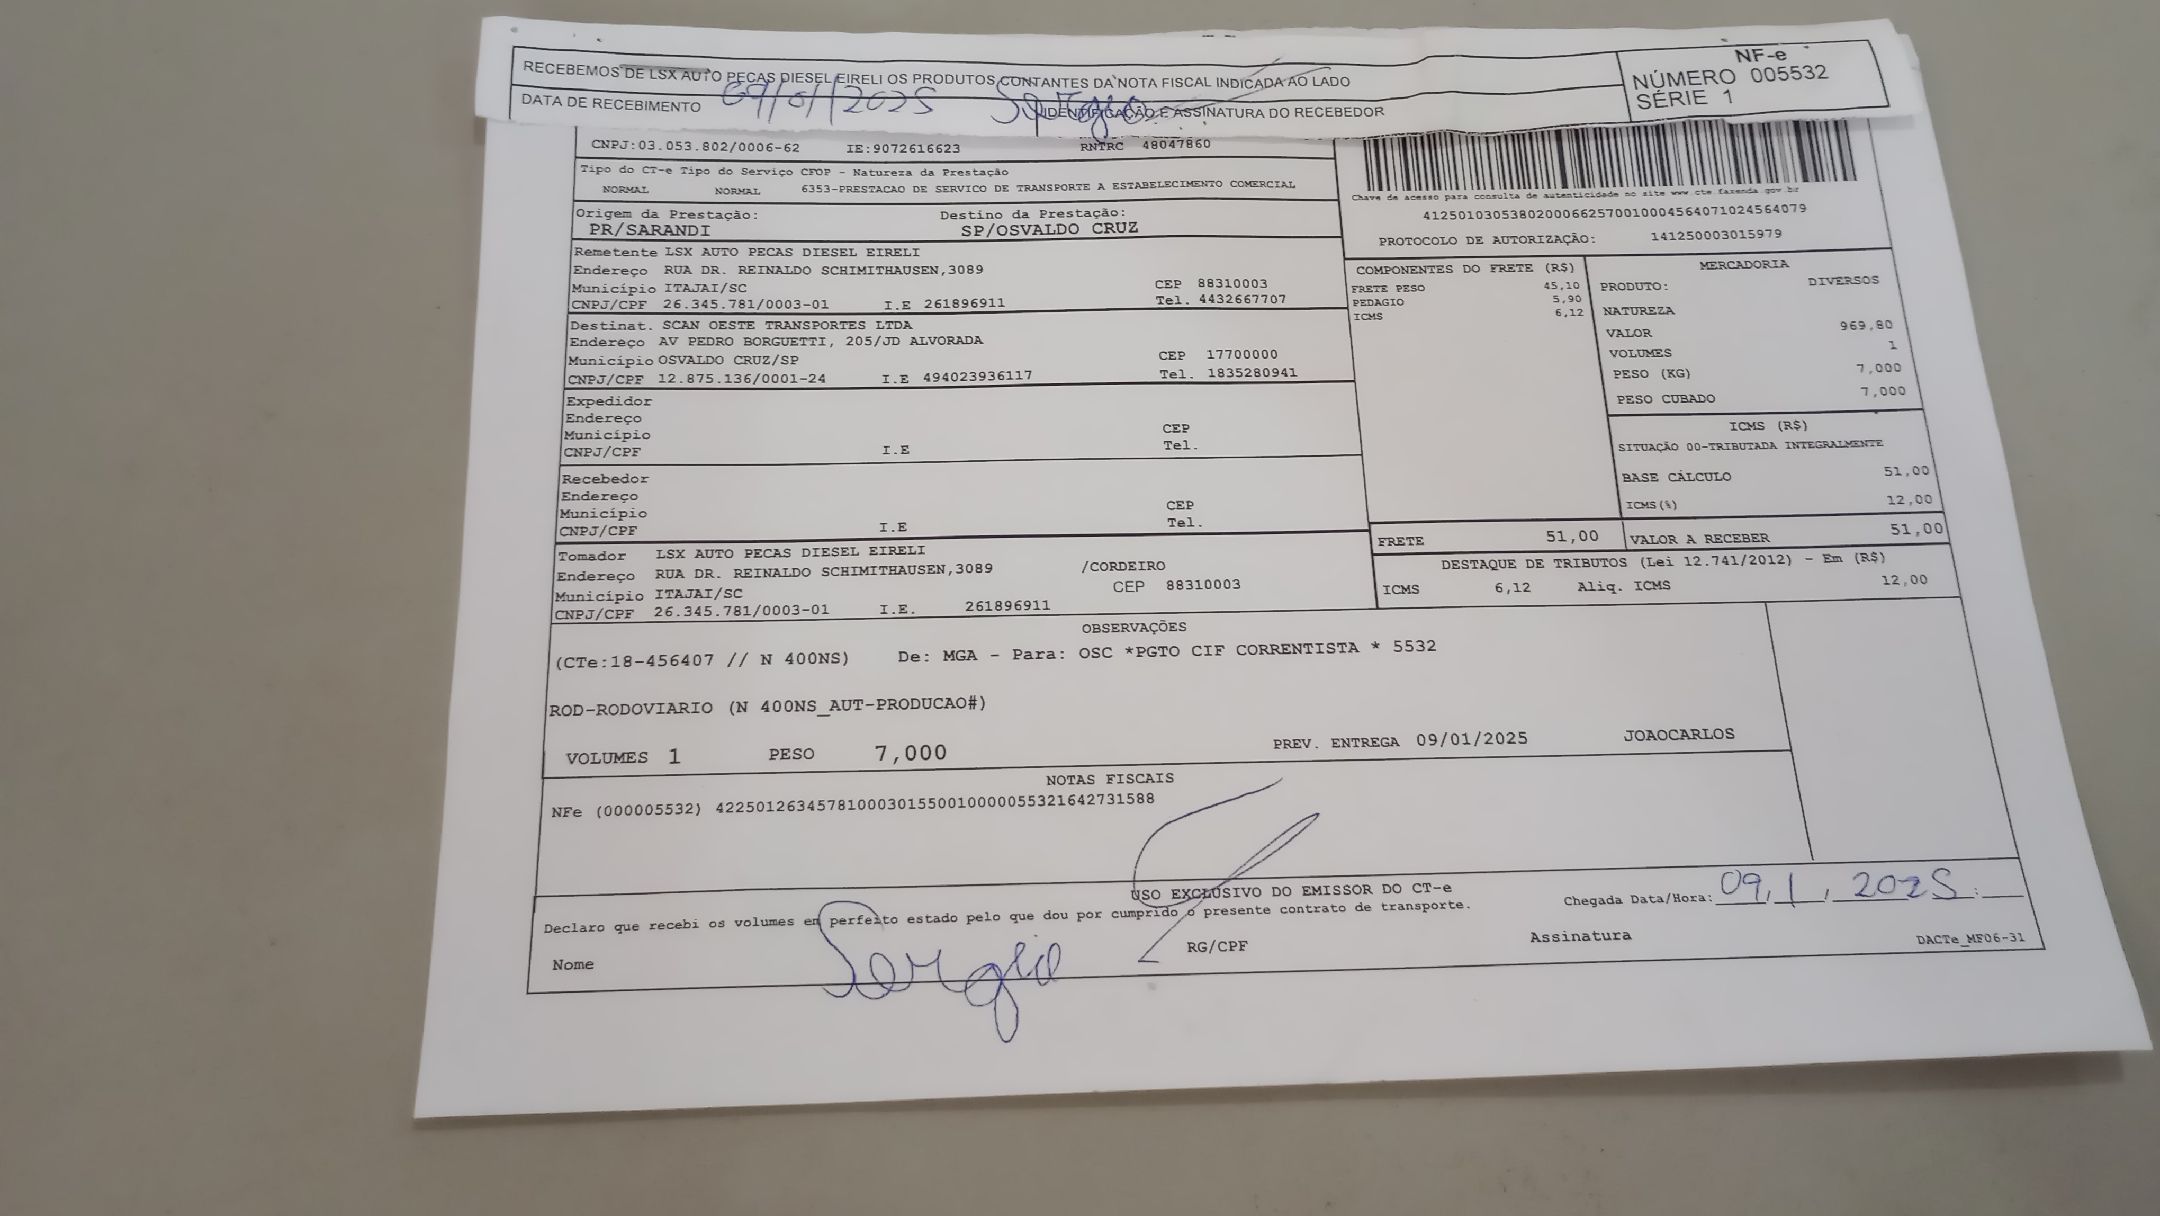 RECEBEMOS DE LSX AUTO PECAS DIESEL EIRELI OS PRODUTOS CONTANTES DA NOTA FISCAL INDICADA AO LADO
NF-e
NÚMERO 005532
SÉRIE 1
DATA DE RECEBIMENTO 09/01/2025 Sergio
IDENTIFICAÇÃO E ASSINATURA DO RECEBEDOR
CNPJ:03.053.802/0006-62 IE:9072616623 RNTRC 48047860
Tipo do CT-e Tipo do Serviço CFOP - Natureza da Prestação
NORMAL NORMAL 6353-PRESTACAO DE SERVICO DE TRANSPORTE A ESTABELECIMENTO COMERCIAL
Chave de acesso para consulta de autenticidade no site www cte fazenda gov br
41250103053802000662570010004564071024564079
PROTOCOLO DE AUTORIZAÇÃO: 141250003015979
Origem da Prestação: Destino da Prestação:
PR/SARANDI SP/OSVALDO CRUZ
Remetente LSX AUTO PECAS DIESEL EIRELI
Endereço RUA DR. REINALDO SCHIMITHAUSEN,3089
Município ITAJAI/SC CEP 88310003
CNPJ/CPF 26.345.781/0003-01 I.E 261896911 Tel. 4432667707
Destinat. SCAN OESTE TRANSPORTES LTDA
Endereço AV PEDRO BORGUETTI, 205/JD ALVORADA
Município OSVALDO CRUZ/SP CEP 17700000
CNPJ/CPF 12.875.136/0001-24 I.E 494023936117 Tel. 1835280941
Expedidor
Endereço
Município CEP
CNPJ/CPF I.E Tel.
Recebedor
Endereço
Município CEP
CNPJ/CPF I.E Tel.
Tomador LSX AUTO PECAS DIESEL EIRELI
Endereço RUA DR. REINALDO SCHIMITHAUSEN,3089 /CORDEIRO
Município ITAJAI/SC CEP 88310003
CNPJ/CPF 26.345.781/0003-01 I.E. 261896911
COMPONENTES DO FRETE (R$)
FRETE PESO 45,10
PEDAGIO 5,90
ICMS 6,12
MERCADORIA
PRODUTO: DIVERSOS
NATUREZA
VALOR 969,80
VOLUMES 1
PESO (KG) 7,000
PESO CUBADO 7,000
ICMS (R$)
SITUAÇÃO 00-TRIBUTADA INTEGRALMENTE
BASE CÁLCULO 51,00
ICMS(%) 12,00
FRETE 51,00 VALOR A RECEBER 51,00
DESTAQUE DE TRIBUTOS (Lei 12.741/2012) - Em (R$)
ICMS 6,12 Aliq. ICMS 12,00
OBSERVAÇÕES
(CTe:18-456407 // N 400NS) De: MGA - Para: OSC *PGTO CIF CORRENTISTA * 5532
ROD-RODOVIARIO (N 400NS_AUT-PRODUCAO#)
VOLUMES 1 PESO 7,000 PREV. ENTREGA 09/01/2025 JOAOCARLOS
NOTAS FISCAIS
NFe (000005532) 42250126345781000301550010000055321642731588
USO EXCLUSIVO DO EMISSOR DO CT-e
Declaro que recebi os volumes em perfeito estado pelo que dou por cumprido o presente contrato de transporte. Chegada Data/Hora: 09, 1, 2025 :
Nome Sergio RG/CPF Assinatura DACTe_MF06-31